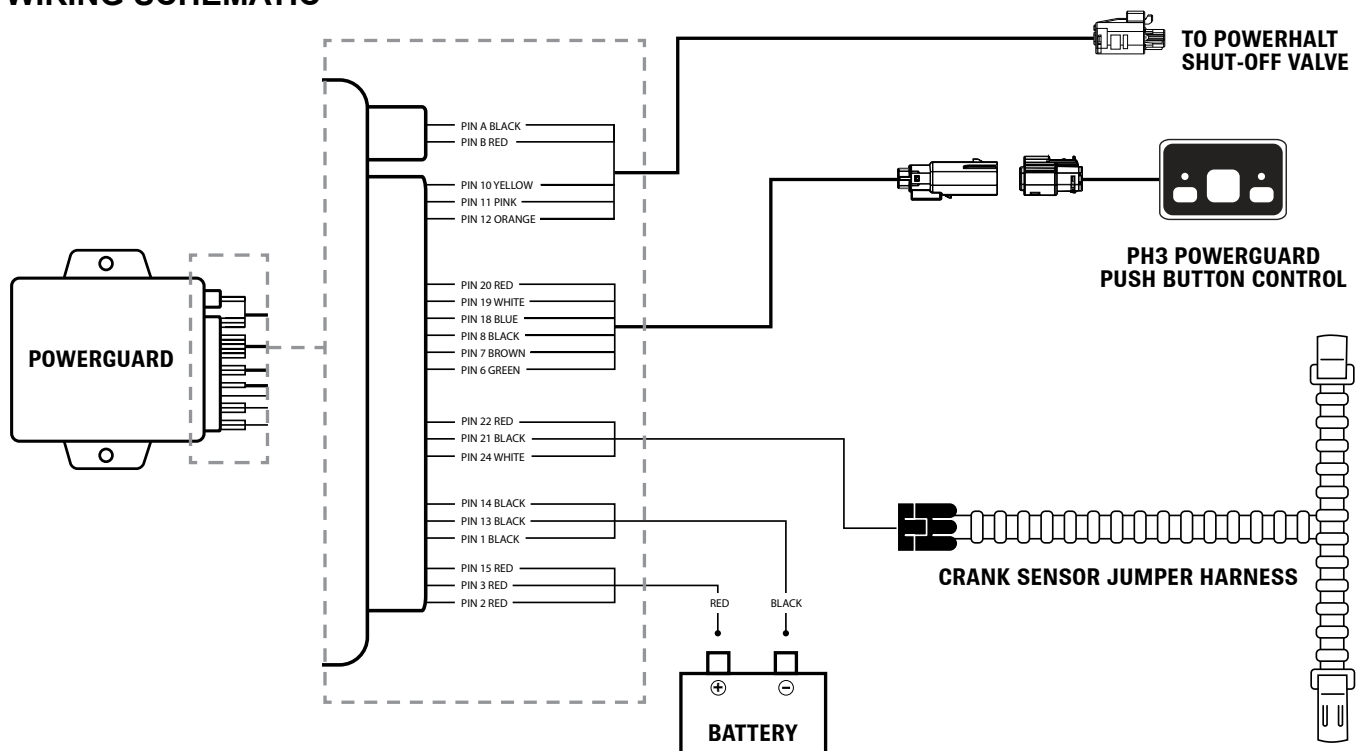 WIRING SCHEMATIC
TO POWERHALT
SHUT-OFF VALVE
PIN A BLACK
PIN B RED
PIN 10 YELLOW
PIN 11 PINK
PIN 12 ORANGE
PH3 POWERGUARD
PUSH BUTTON CONTROL
PIN 20 RED
PIN 19 WHITE
PIN 18 BLUE
PIN 8 BLACK
PIN 7 BROWN
PIN 6 GREEN
POWERGUARD
PIN 22 RED
PIN 21 BLACK
PIN 24 WHITE
PIN 14 BLACK
PIN 13 BLACK
PIN 1 BLACK
CRANK SENSOR JUMPER HARNESS
PIN 15 RED
PIN 3 RED
PIN 2 RED
RED
BLACK
+
−
BATTERY